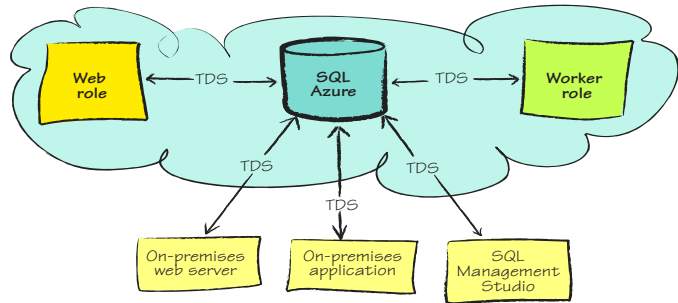 Web
role
TDS
SQL
Azure
TDS
Worker
role
TDS
TDS
TDS
On-premises
web server
On-premises
application
SQL
Management
Studio